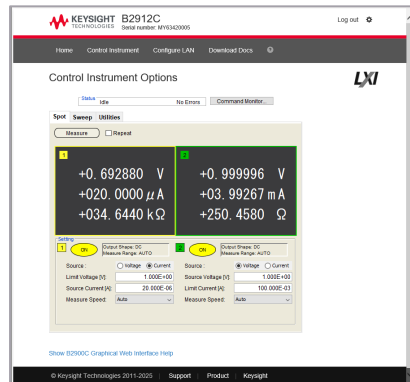 KEYSIGHT B2912C
TECHNOLOGIES Serial number: MY63420005
Log out
Home Control Instrument Configure LAN Download Docs
Control Instrument Options
LXI
Status
Idle No Errors Command Monitor...
Spot Sweep Utilities
Measure Repeat
1 2
+0. 692880 V +0. 999996 V
+020. 0000 μA +03. 99267 mA
+034. 6440 kΩ +250. 4580 Ω
Setting
1 ON Output Shape: DC 2 ON Output Shape: DC
Measure Range: AUTO Measure Range: AUTO
Source : Voltage Current Source : Voltage Current
Limit Voltage [V]: 1.000E+00 Source Voltage [V]: 1.000E+00
Source Current [A]: 20.000E-06 Limit Current [A]: 100.000E-03
Measure Speed: Auto Measure Speed: Auto
Show B2900C Graphical Web Interface Help
© Keysight Technologies 2011-2025 Support Product Keysight